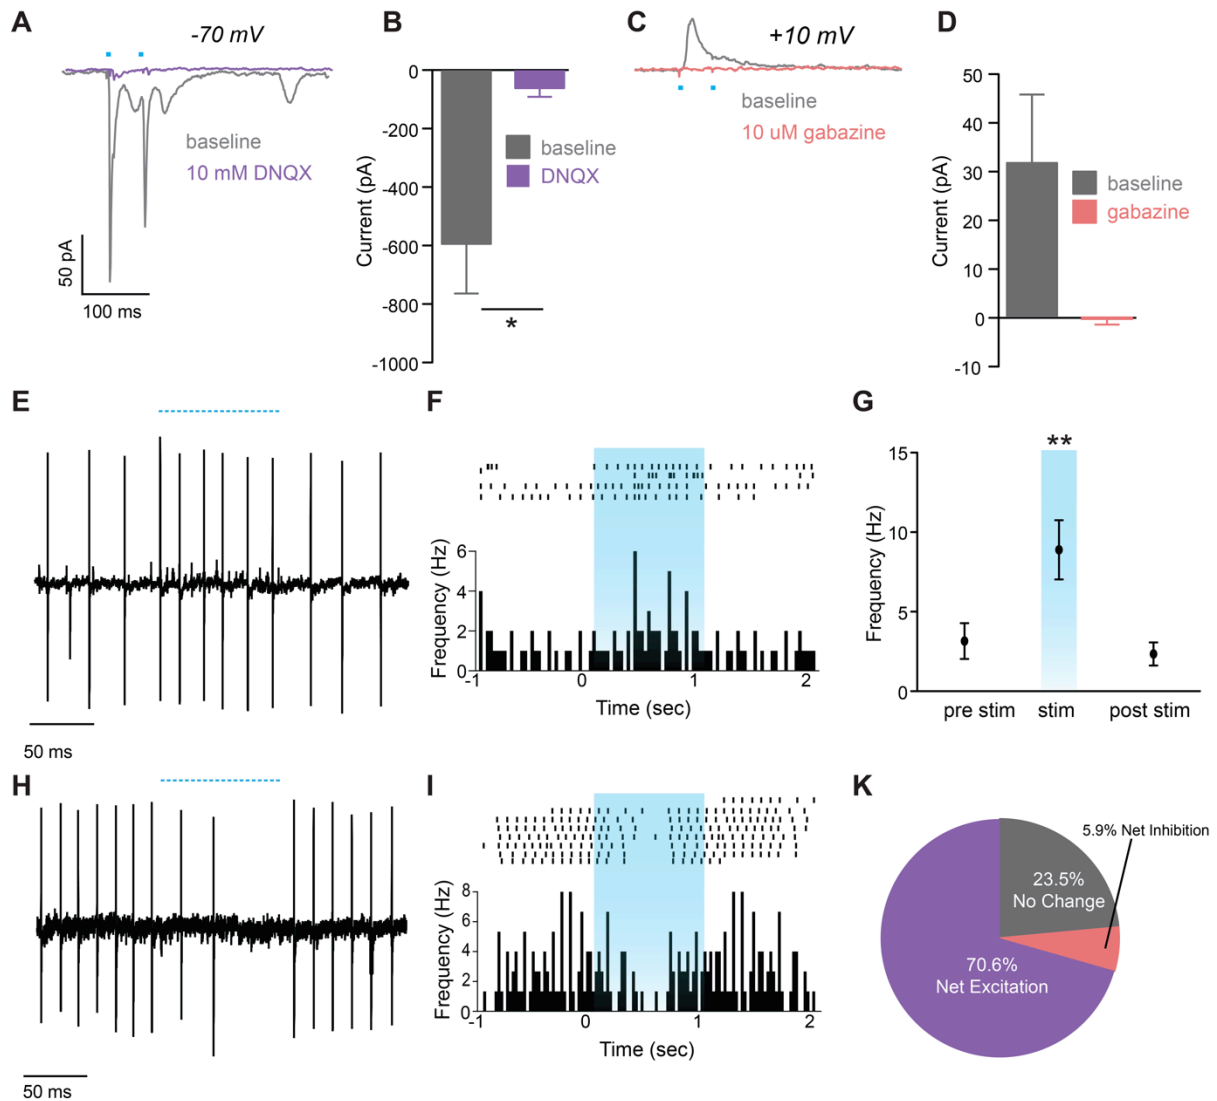 A
-70 mV
baseline
10 mM DNQX
50 pA
100 ms
B
0
-200
-400
-600
-800
-1000
Current (pA)
baseline
DNQX
*
C
+10 mV
baseline
10 uM gabazine
D
50
40
30
20
10
0
-10
Current (pA)
baseline
gabazine
E
50 ms
F
6
4
2
0
Frequency (Hz)
-1
0
1
2
Time (sec)
G
**
15
10
5
0
Frequency (Hz)
pre stim
stim
post stim
H
50 ms
I
8
6
4
2
0
Frequency (Hz)
-1
0
1
2
Time (sec)
K
5.9% Net Inhibition
23.5%
No Change
70.6%
Net Excitation